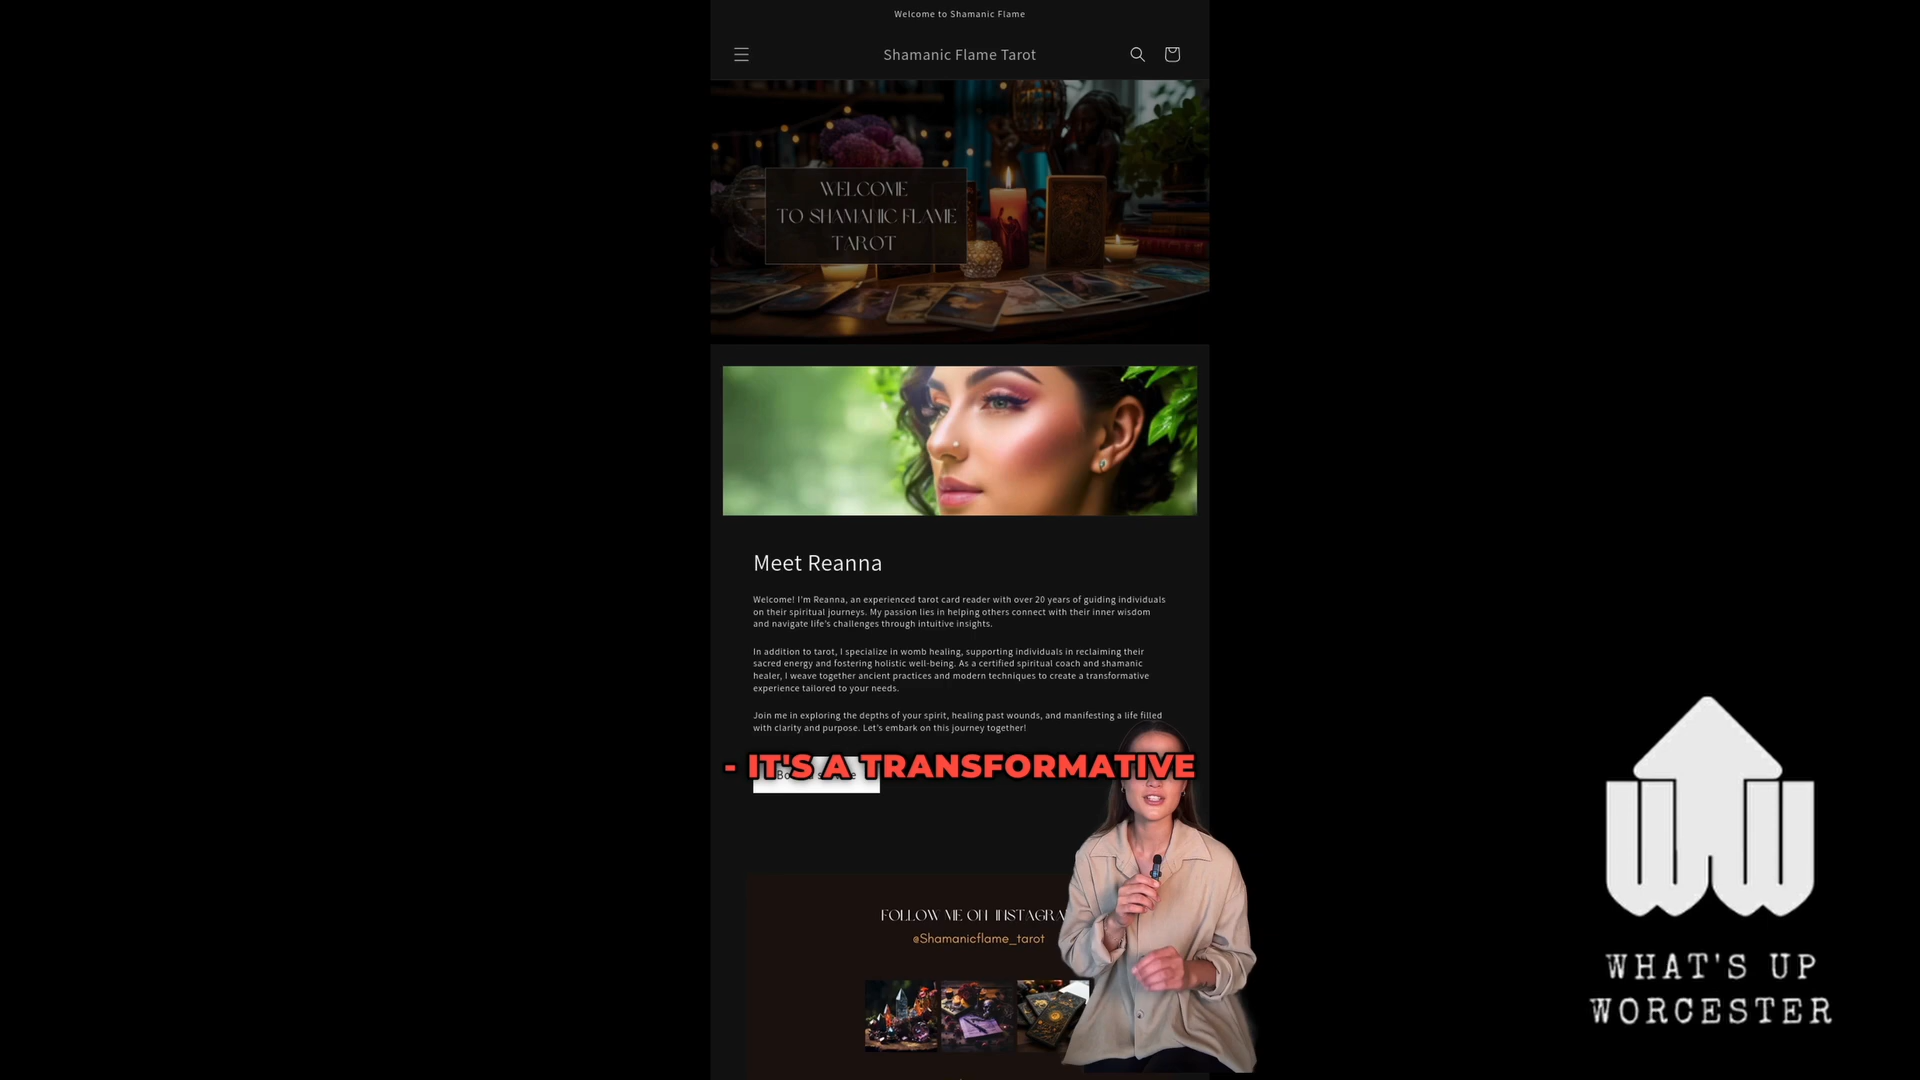 Welcome to Shamanic Flame
Shamanic Flame Tarot
WELCOME
TO SHAMANIC FLAME
TAROT
Meet Reanna
Welcome! I'm Reanna, an experienced tarot card reader with over 20 years of guiding individuals
on their spiritual journeys. My passion lies in helping others connect with their inner wisdom
and navigate life's challenges through intuitive insights.
In addition to tarot, I specialize in womb healing, supporting individuals in reclaiming their
sacred energy and fostering holistic well-being. As a certified spiritual coach and shamanic
healer, I weave together ancient practices and modern techniques to create a transformative
experience tailored to your needs.
Join me in exploring the depths of your spirit, healing past wounds, and manifesting a life filled
with clarity and purpose. Let's embark on this journey together!
- IT'S A TRANSFORMATIVE
FOLLOW ME ON INSTAGRA
@Shamanicflame_tarot
WHAT'S UP
WORCESTER